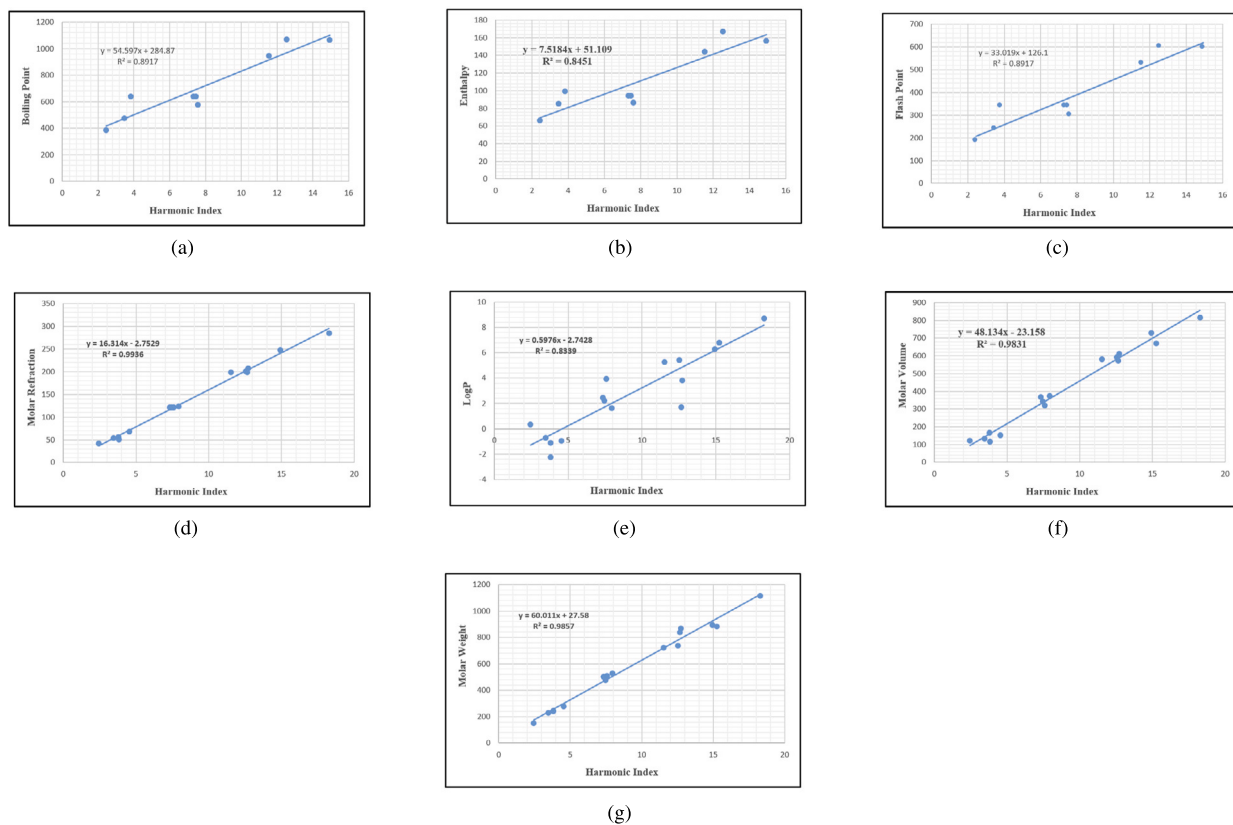 1200
1000
800
600
400
200
0
y = 54.597x + 284.87
R² = 0.8917
Boiling Point
0 2 4 6 8 10 12 14 16
Harmonic Index
(a)
180
160
140
120
100
80
60
40
20
0
y = 7.5184x + 51.109
R² = 0.8451
Enthalpy
0 2 4 6 8 10 12 14 16
Harmonic Index
(b)
700
600
500
400
300
200
100
0
y = 33.019x + 126.1
R² = 0.8917
Flash Point
0 2 4 6 8 10 12 14 16
Harmonic Index
(c)
350
300
250
200
150
100
50
0
y = 16.314x - 2.7529
R² = 0.9936
Molar Refraction
0 5 10 15 20
Harmonic Index
(d)
10
8
6
4
2
0
-2
-4
y = 0.5976x - 2.7428
R² = 0.8339
LogP
0 5 10 15 20
Harmonic Index
(e)
900
800
700
600
500
400
300
200
100
0
y = 48.134x - 23.158
R² = 0.9831
Molar Volume
0 5 10 15 20
Harmonic Index
(f)
1200
1000
800
600
400
200
0
y = 60.011x + 27.58
R² = 0.9857
Molar Weight
0 5 10 15 20
Harmonic Index
(g)